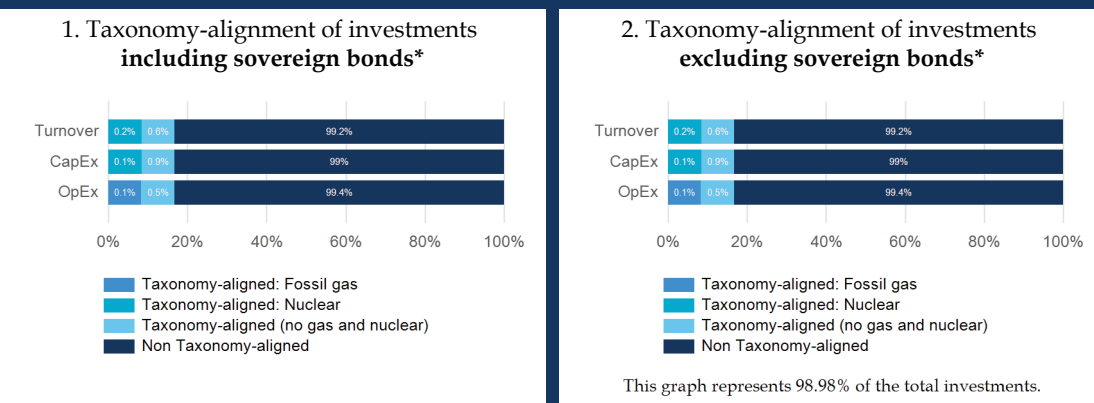 1. Taxonomy-alignment of investments
including sovereign bonds*
Turnover 0.2% 0.6% 99.2%
CapEx 0.1% 0.9% 99%
OpEx 0.1% 0.5% 99.4%
0% 20% 40% 60% 80% 100%
Taxonomy-aligned: Fossil gas
Taxonomy-aligned: Nuclear
Taxonomy-aligned (no gas and nuclear)
Non Taxonomy-aligned
2. Taxonomy-alignment of investments
excluding sovereign bonds*
Turnover 0.2% 0.6% 99.2%
CapEx 0.1% 0.9% 99%
OpEx 0.1% 0.5% 99.4%
0% 20% 40% 60% 80% 100%
Taxonomy-aligned: Fossil gas
Taxonomy-aligned: Nuclear
Taxonomy-aligned (no gas and nuclear)
Non Taxonomy-aligned
This graph represents 98.98% of the total investments.